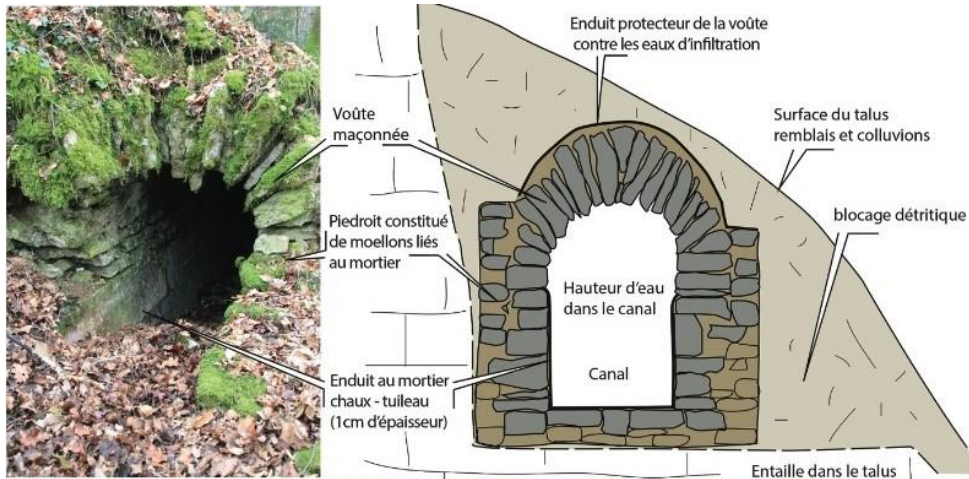 Enduit protecteur de la voûte
contre les eaux d'infiltration
Voûte
maçonnée
Surface du talus
remblais et colluvions
Piedroit constitué
de moellons liés
au mortier
blocage détritique
Hauteur d'eau
dans le canal
Canal
Enduit au mortier
chaux - tuileau
(1cm d'épaisseur)
Entaille dans le talus